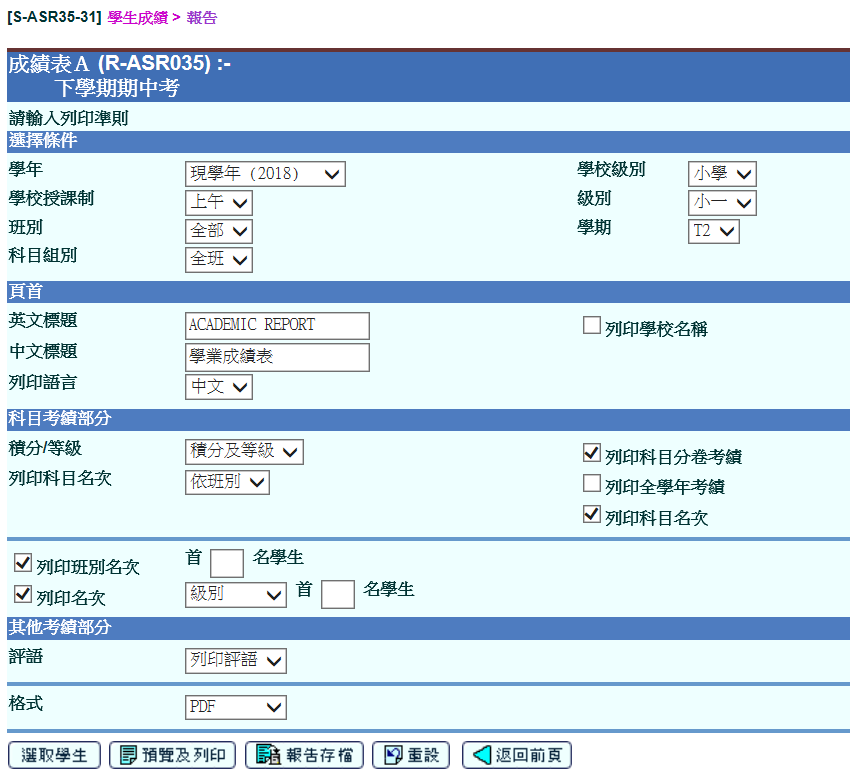 [S-ASR35-31] 學生成績 > 報告
成績表A (R-ASR035) :-
下學期期中考
請輸入列印準則
選擇條件
學年 現學年 (2018) 學校級別 小學
學校授課制 上午 級別 小一
班別 全部 學期 T2
科目組別 全班
頁首
英文標題 ACADEMIC REPORT 列印學校名稱
中文標題 學業成績表
列印語言 中文
科目考績部分
積分/等級 積分及等級 列印科目分卷考績
列印科目名次 依班別 列印全學年考績
列印科目名次
列印班別名次 首 名學生
列印名次 級別 首 名學生
其他考績部分
評語 列印評語
格式 PDF
選取學生 預覽及列印 報告存檔 重設 返回前頁